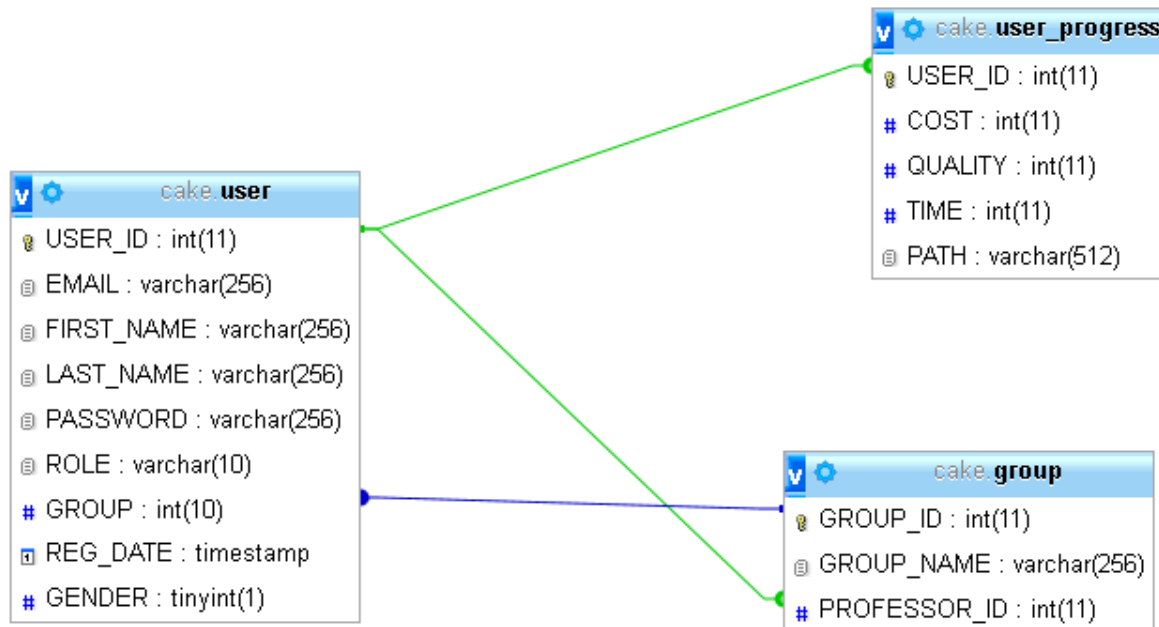 v cake.user_progress
USER_ID : int(11)
# COST : int(11)
# QUALITY : int(11)
# TIME : int(11)
PATH : varchar(512)
v cake.user
USER_ID : int(11)
EMAIL : varchar(256)
FIRST_NAME : varchar(256)
LAST_NAME : varchar(256)
PASSWORD : varchar(256)
ROLE : varchar(10)
# GROUP : int(10)
1 REG_DATE : timestamp
# GENDER : tinyint(1)
v cake.group
GROUP_ID : int(11)
GROUP_NAME : varchar(256)
# PROFESSOR_ID : int(11)